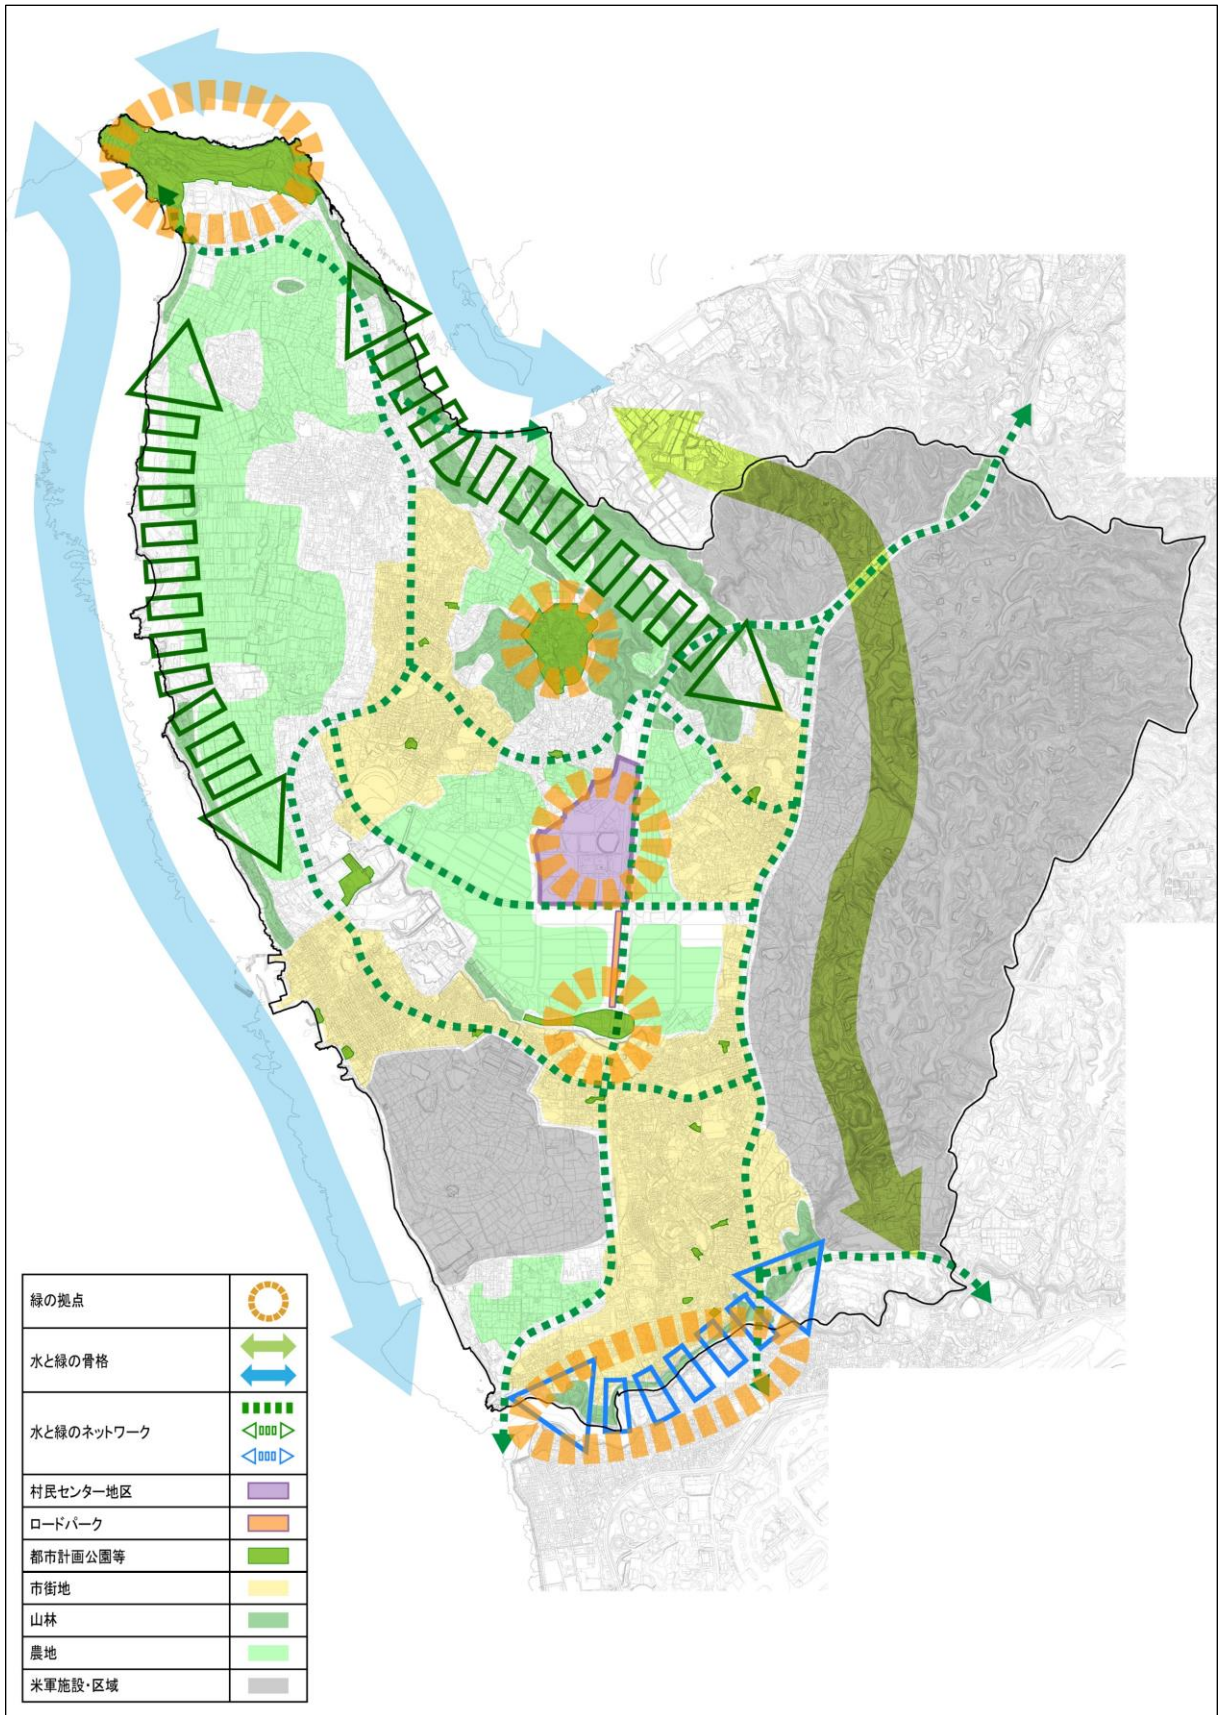 緑の拠点
水と緑の骨格
水と緑のネットワーク
村民センター地区
ロードパーク
都市計画公園等
市街地
山林
農地
米軍施設・区域